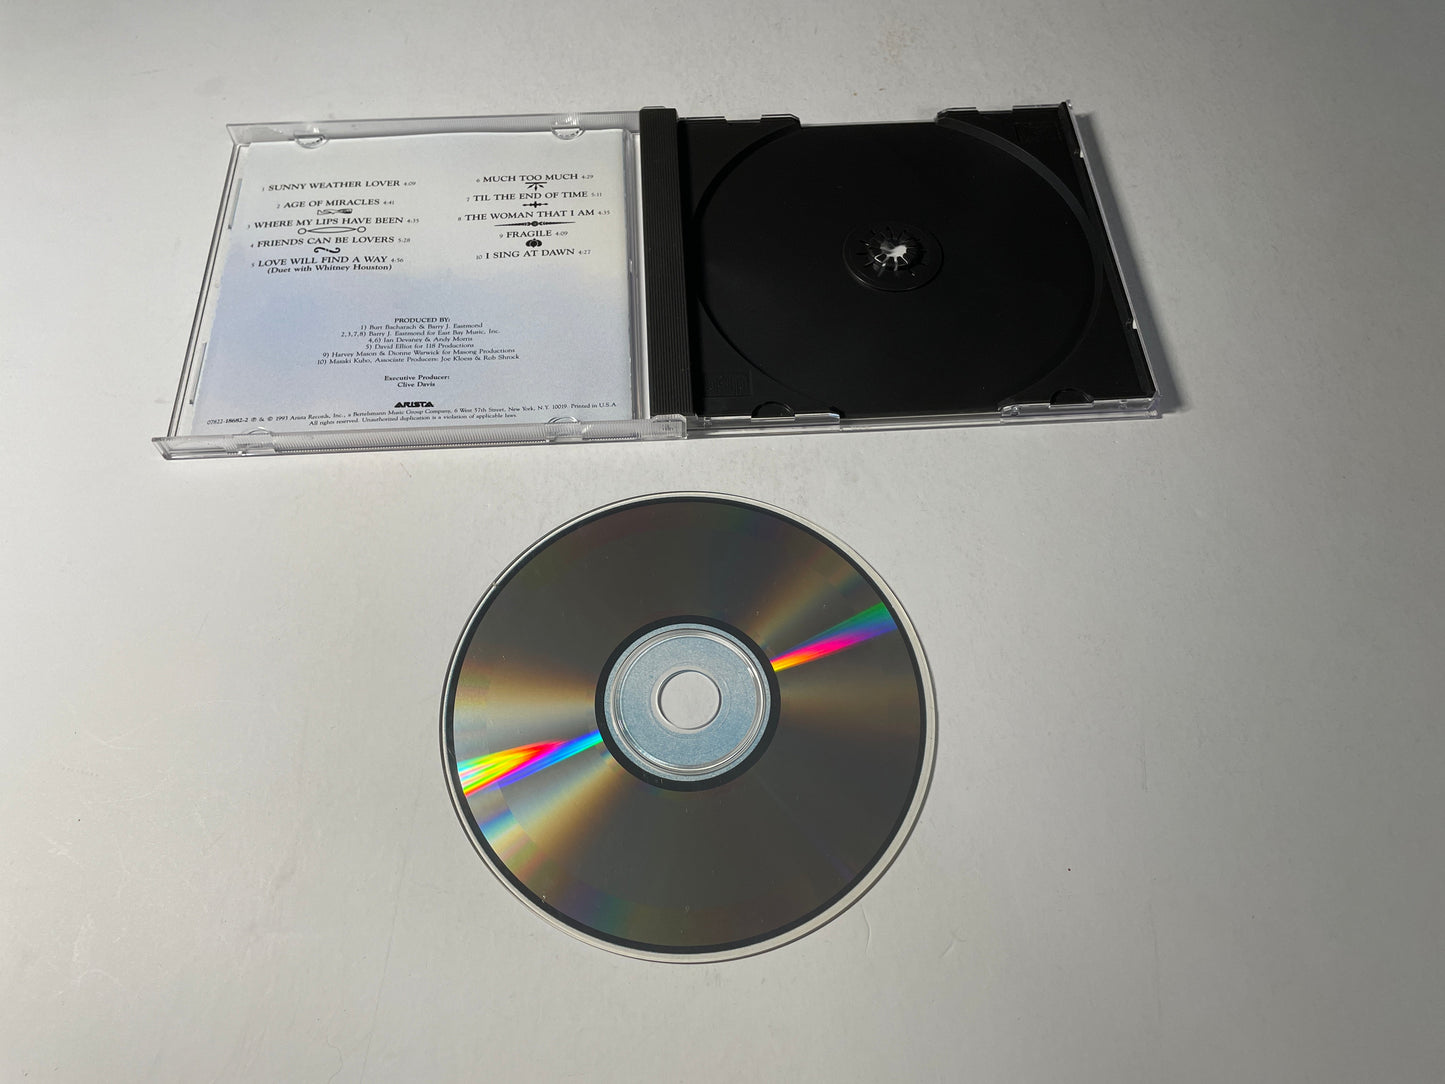 1 SUNNY WEATHER LOVER 4:09
2 AGE OF MIRACLES 4:41
3 WHERE MY LIPS HAVE BEEN 4:35
4 FRIENDS CAN BE LOVERS 5:28
5 LOVE WILL FIND A WAY 4:56
(Duet with Whitney Houston)
6 MUCH TOO MUCH 4:29
7 TIL THE END OF TIME 5:11
8 THE WOMAN THAT I AM 4:35
9 FRAGILE 4:09
10 I SING AT DAWN 4:27
PRODUCED BY:
1) Burt Bacharach & Barry J. Eastmond
2,3,7,8) Barry J. Eastmond for East Bay Music, Inc.
4,6) Ian Devaney & Andy Morris
5) David Elliot for 118 Productions
9) Harvey Mason & Dionne Warwick for Masong Productions
10) Masaki Kubo, Associate Producers: Joe Kloess & Rob Shrock
Executive Producer:
Clive Davis
ARISTA
07822-18682-2 ℗ & © 1993 Arista Records, Inc., a Bertelsmann Music Group Company, 6 West 57th Street, New York, N.Y. 10019. Printed in U.S.A.
All rights reserved. Unauthorized duplication is a violation of applicable laws